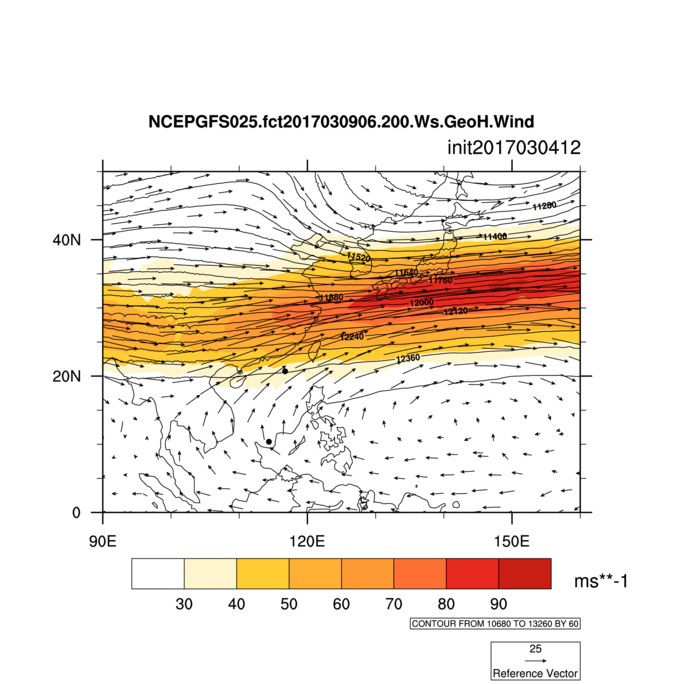 NCEPGFS025.fct2017030906.200.Ws.GeoH.Wind
init2017030412
11280
40N
11400
11520
11640
11760
11880
12000
12120
12240
12360
20N
0
90E
120E
150E
ms**-1
30
40
50
60
70
80
90
CONTOUR FROM 10680 TO 13260 BY 60
25
Reference Vector